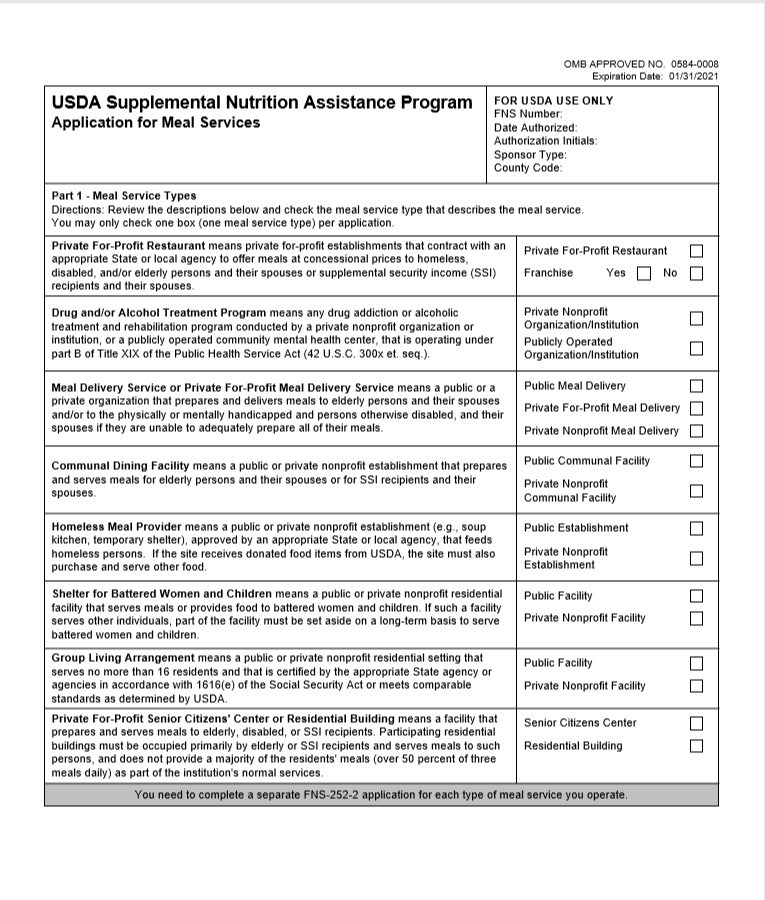 OMB APPROVED NO. 0584-0008
Expiration Date: 01/31/2021
USDA Supplemental Nutrition Assistance Program
Application for Meal Services
FOR USDA USE ONLY
FNS Number:
Date Authorized:
Authorization Initials:
Sponsor Type:
County Code:
Part 1 - Meal Service Types
Directions: Review the descriptions below and check the meal service type that describes the meal service.
You may only check one box (one meal service type) per application.
Private For-Profit Restaurant means private for-profit establishments that contract with an
appropriate State or local agency to offer meals at concessional prices to homeless,
disabled, and/or elderly persons and their spouses or supplemental security income (SSI)
recipients and their spouses.
Private For-Profit Restaurant
Franchise Yes No
Drug and/or Alcohol Treatment Program means any drug addiction or alcoholic
treatment and rehabilitation program conducted by a private nonprofit organization or
institution, or a publicly operated community mental health center, that is operating under
part B of Title XIX of the Public Health Service Act (42 U.S.C. 300x et. seq.).
Private Nonprofit
Organization/Institution
Publicly Operated
Organization/Institution
Meal Delivery Service or Private For-Profit Meal Delivery Service means a public or a
private organization that prepares and delivers meals to elderly persons and their spouses
and/or to the physically or mentally handicapped and persons otherwise disabled, and their
spouses if they are unable to adequately prepare all of their meals.
Public Meal Delivery
Private For-Profit Meal Delivery
Private Nonprofit Meal Delivery
Communal Dining Facility means a public or private nonprofit establishment that prepares
and serves meals for elderly persons and their spouses or for SSI recipients and their
spouses.
Public Communal Facility
Private Nonprofit
Communal Facility
Homeless Meal Provider means a public or private nonprofit establishment (e.g., soup
kitchen, temporary shelter), approved by an appropriate State or local agency, that feeds
homeless persons. If the site receives donated food items from USDA, the site must also
purchase and serve other food.
Public Establishment
Private Nonprofit
Establishment
Shelter for Battered Women and Children means a public or private nonprofit residential
facility that serves meals or provides food to battered women and children. If such a facility
serves other individuals, part of the facility must be set aside on a long-term basis to serve
battered women and children.
Public Facility
Private Nonprofit Facility
Group Living Arrangement means a public or private nonprofit residential setting that
serves no more than 16 residents and that is certified by the appropriate State agency or
agencies in accordance with 1616(e) of the Social Security Act or meets comparable
standards as determined by USDA.
Public Facility
Private Nonprofit Facility
Private For-Profit Senior Citizens' Center or Residential Building means a facility that
prepares and serves meals to elderly, disabled, or SSI recipients. Participating residential
buildings must be occupied primarily by elderly or SSI recipients and serves meals to such
persons, and does not provide a majority of the residents' meals (over 50 percent of three
meals daily) as part of the institution's normal services.
Senior Citizens Center
Residential Building
You need to complete a separate FNS-252-2 application for each type of meal service you operate.